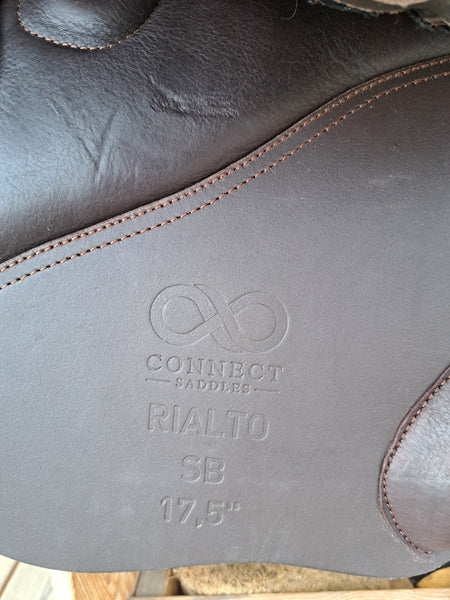 CONNECT
SADDLES
RIALTO
SB
17,5"